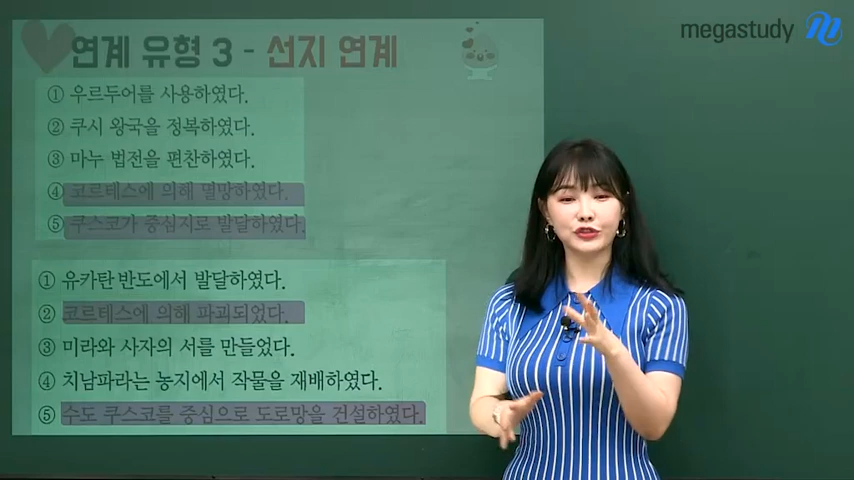 megastudy
연계 유형 3 - 선지 연계
① 우르두어를 사용하였다.
② 쿠시 왕국을 정복하였다.
③ 마누 법전을 편찬하였다.
④ 코르테스에 의해 멸망하였다.
⑤ 쿠스코가 중심지로 발달하였다.
① 유카탄 반도에서 발달하였다.
② 코르테스에 의해 파괴되었다.
③ 미라와 사자의 서를 만들었다.
④ 치남파라는 농지에서 작물을 재배하였다.
⑤ 수도 쿠스코를 중심으로 도로망을 건설하였다.